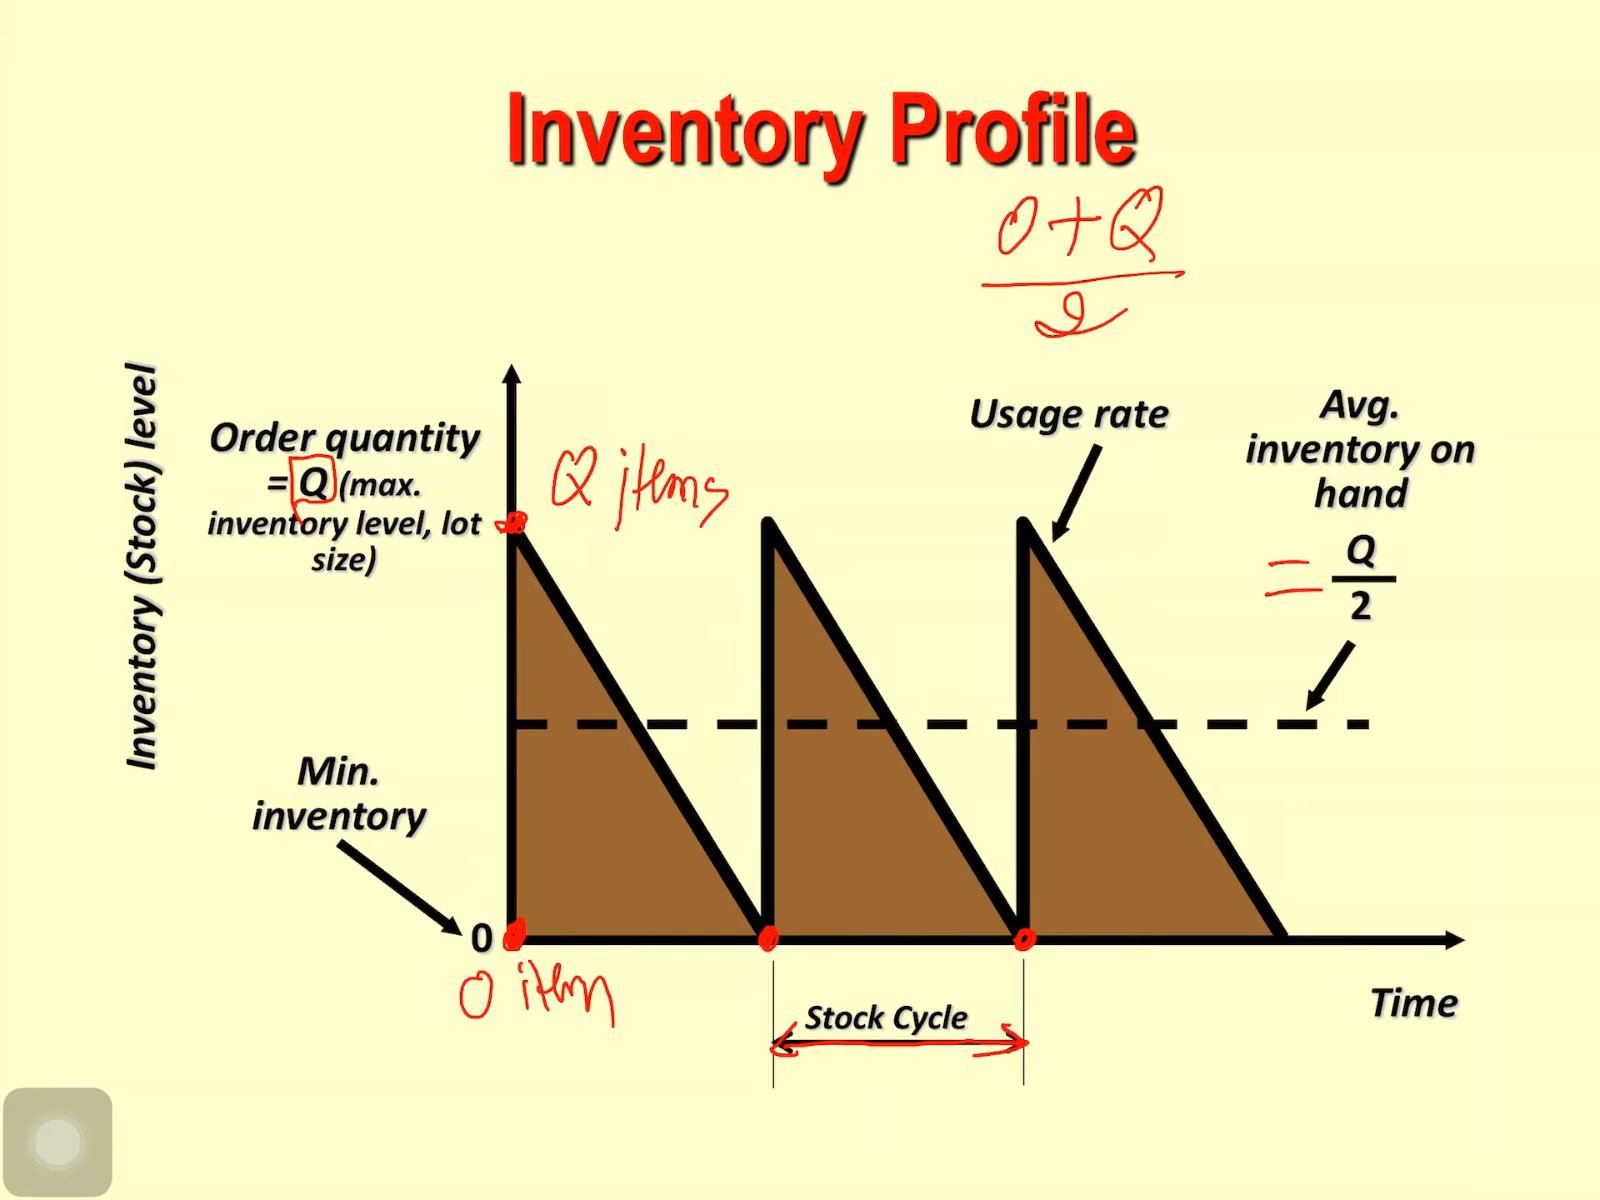 Inventory Profile
0 + Q
2
Inventory (Stock) level
Order quantity
= Q (max.
inventory level, lot
size)
Q items
Usage rate
Avg.
inventory on
hand
= Q
2
Min.
inventory
0
0 item
Stock Cycle
Time